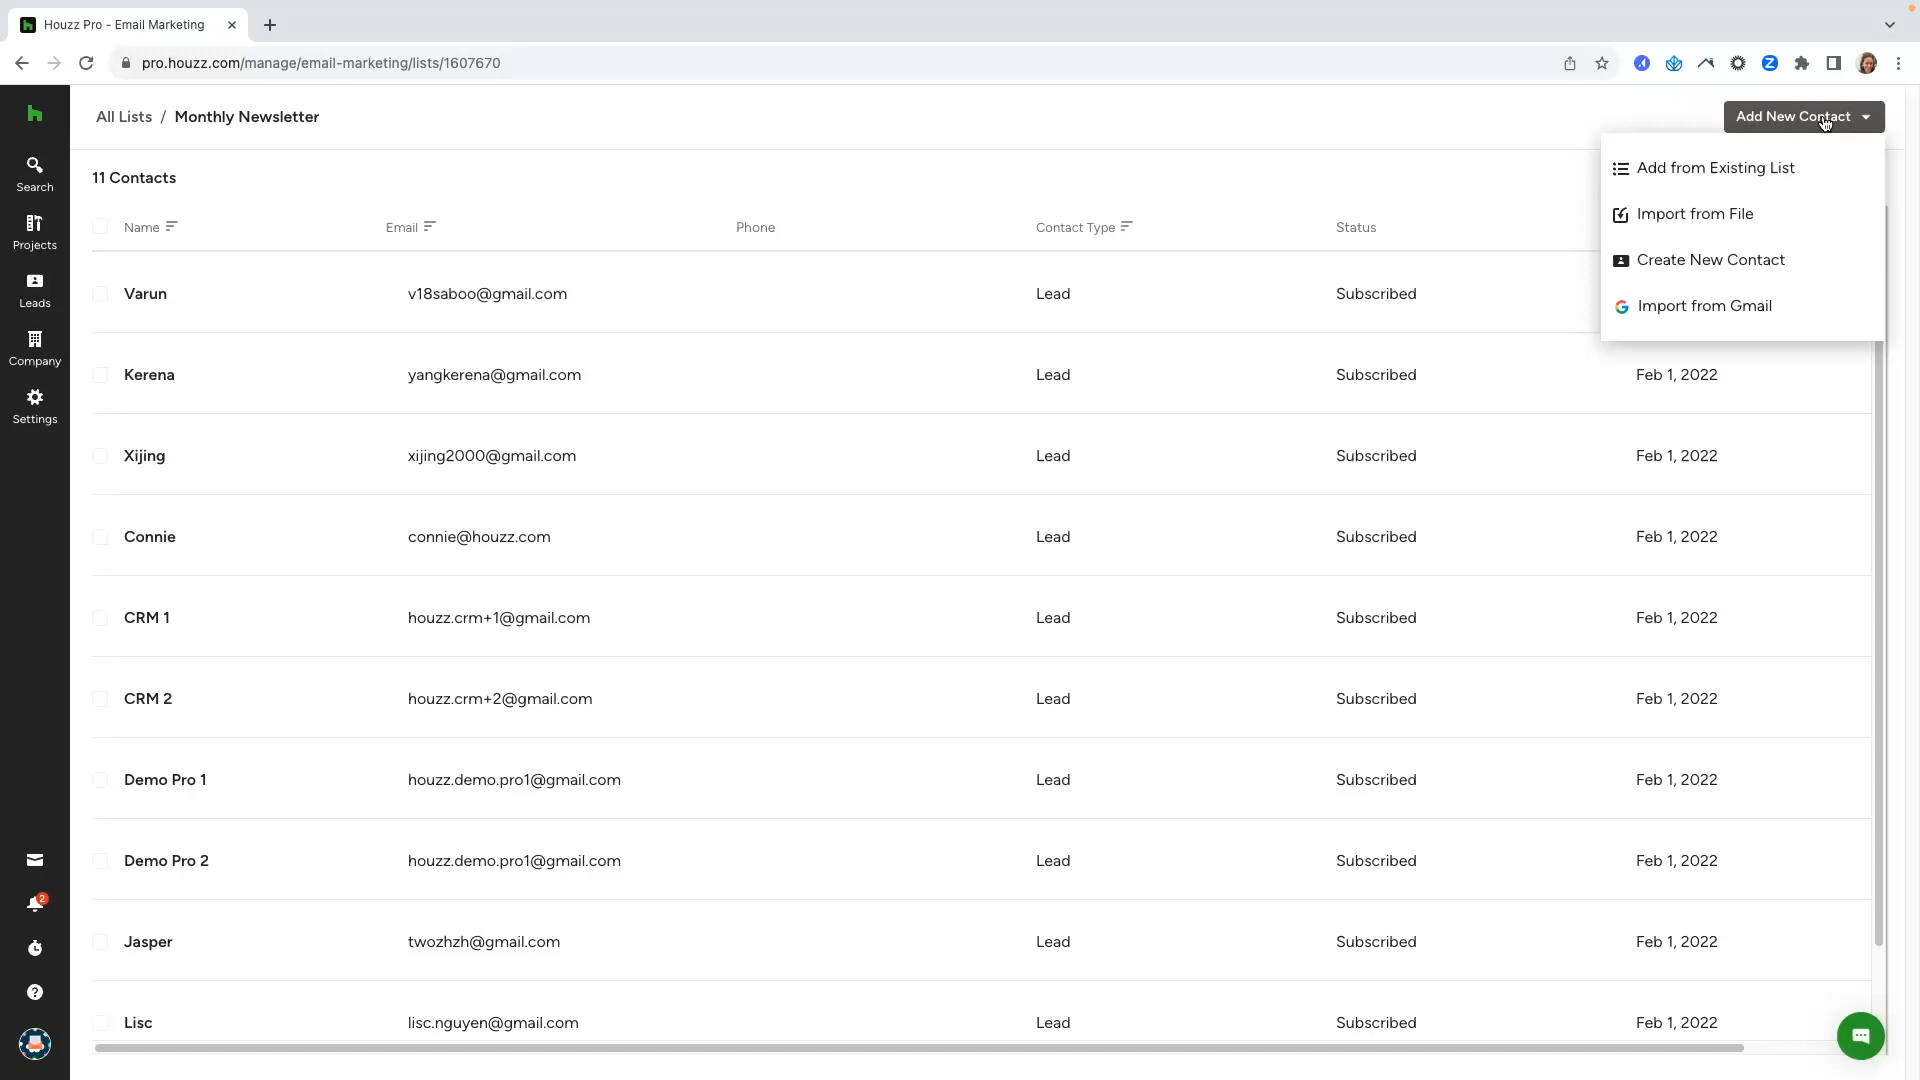 Houzz Pro - Email Marketing
pro.houzz.com/manage/email-marketing/lists/1607670
All Lists / Monthly Newsletter
Add New Contact
Add from Existing List
Import from File
Create New Contact
Import from Gmail
Search
Projects
Leads
Company
Settings
2
11 Contacts
Name Email Phone Contact Type Status
Varun v18saboo@gmail.com Lead Subscribed
Kerena yangkerena@gmail.com Lead Subscribed Feb 1, 2022
Xijing xijing2000@gmail.com Lead Subscribed Feb 1, 2022
Connie connie@houzz.com Lead Subscribed Feb 1, 2022
CRM 1 houzz.crm+1@gmail.com Lead Subscribed Feb 1, 2022
CRM 2 houzz.crm+2@gmail.com Lead Subscribed Feb 1, 2022
Demo Pro 1 houzz.demo.pro1@gmail.com Lead Subscribed Feb 1, 2022
Demo Pro 2 houzz.demo.pro1@gmail.com Lead Subscribed Feb 1, 2022
Jasper twozhzh@gmail.com Lead Subscribed Feb 1, 2022
Lisc lisc.nguyen@gmail.com Lead Subscribed Feb 1, 2022